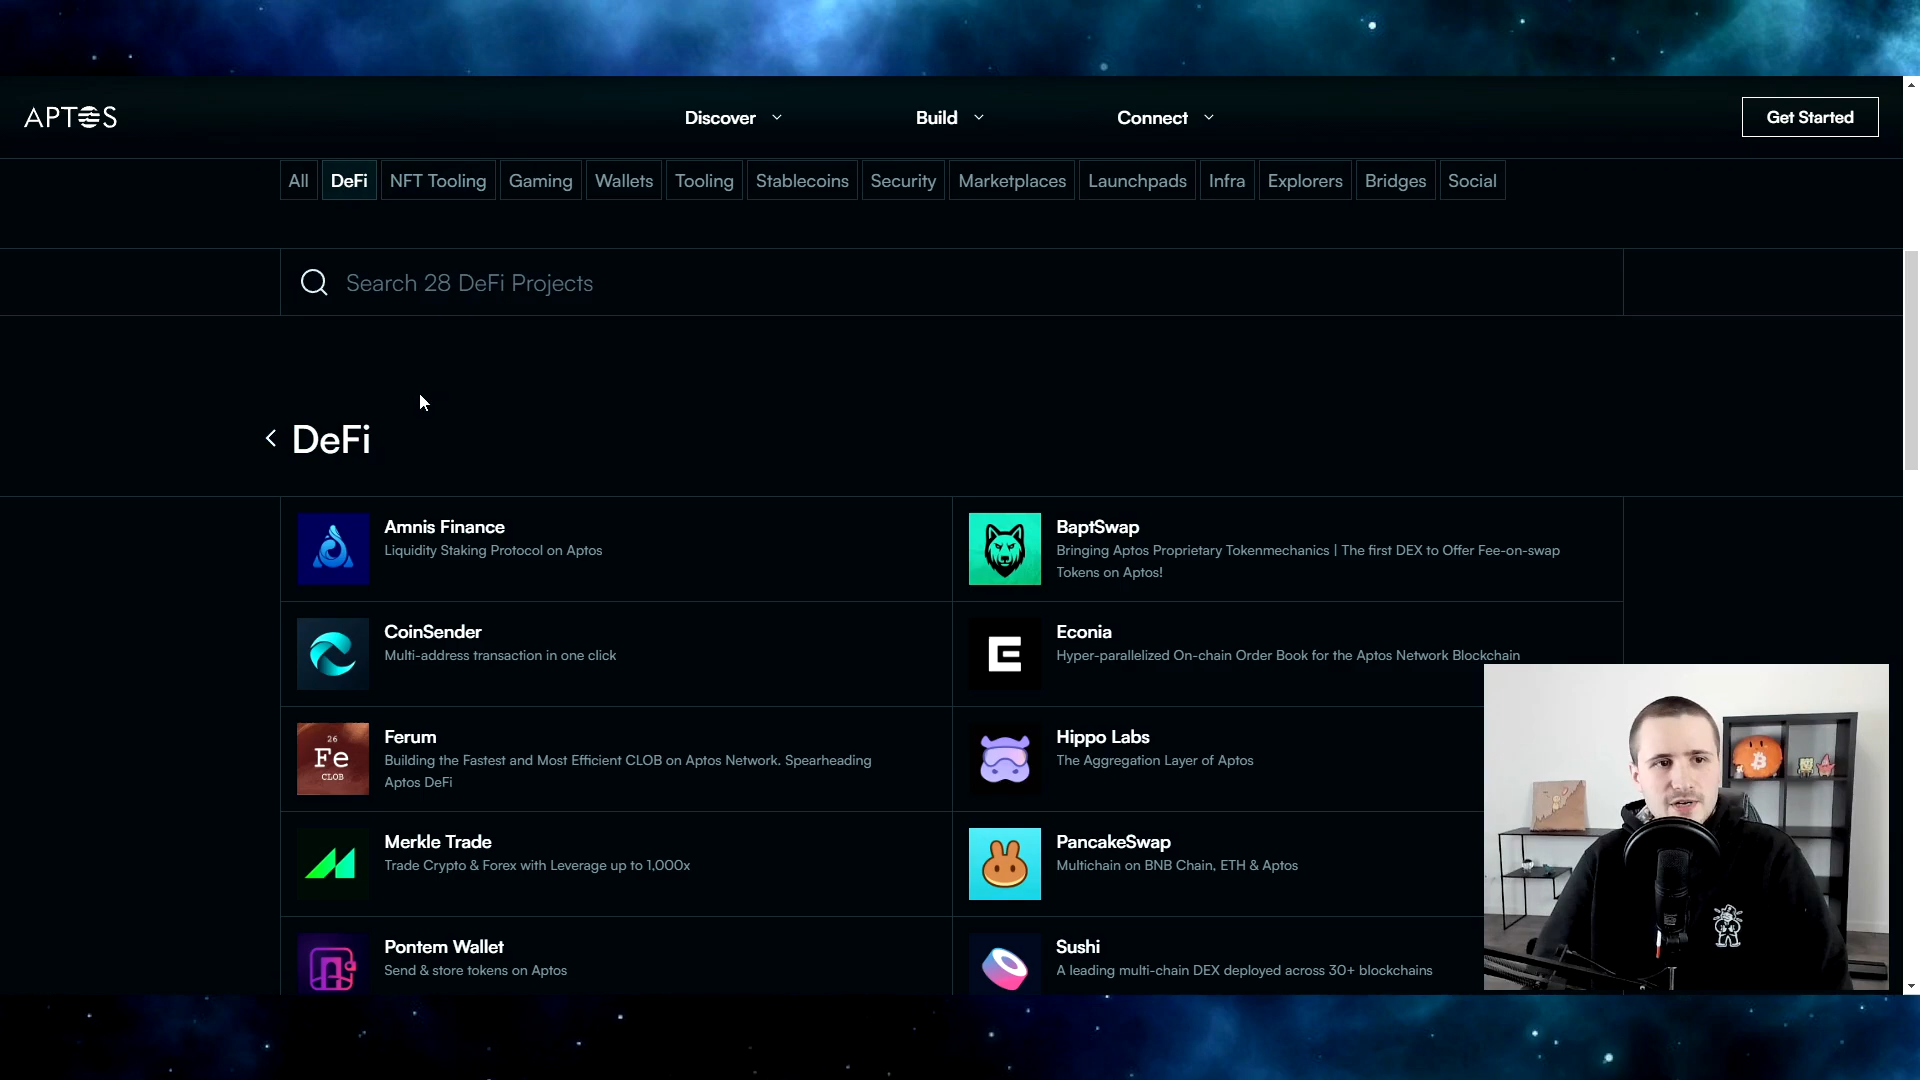 APTOS
Discover
Build
Connect
Get Started
All
DeFi
NFT Tooling
Gaming
Wallets
Tooling
Stablecoins
Security
Marketplaces
Launchpads
Infra
Explorers
Bridges
Social
Search 28 DeFi Projects
DeFi
Amnis Finance
Liquidity Staking Protocol on Aptos
BaptSwap
Bringing Aptos Proprietary Tokenmechanics | The first DEX to Offer Fee-on-swap
Tokens on Aptos!
CoinSender
Multi-address transaction in one click
Econia
Hyper-parallelized On-chain Order Book for the Aptos Network Blockchain
26
Fe
CLOB
Ferum
Building the Fastest and Most Efficient CLOB on Aptos Network. Spearheading
Aptos DeFi
Hippo Labs
The Aggregation Layer of Aptos
Merkle Trade
Trade Crypto & Forex with Leverage up to 1,000x
PancakeSwap
Multichain on BNB Chain, ETH & Aptos
Pontem Wallet
Send & store tokens on Aptos
Sushi
A leading multi-chain DEX deployed across 30+ blockchains